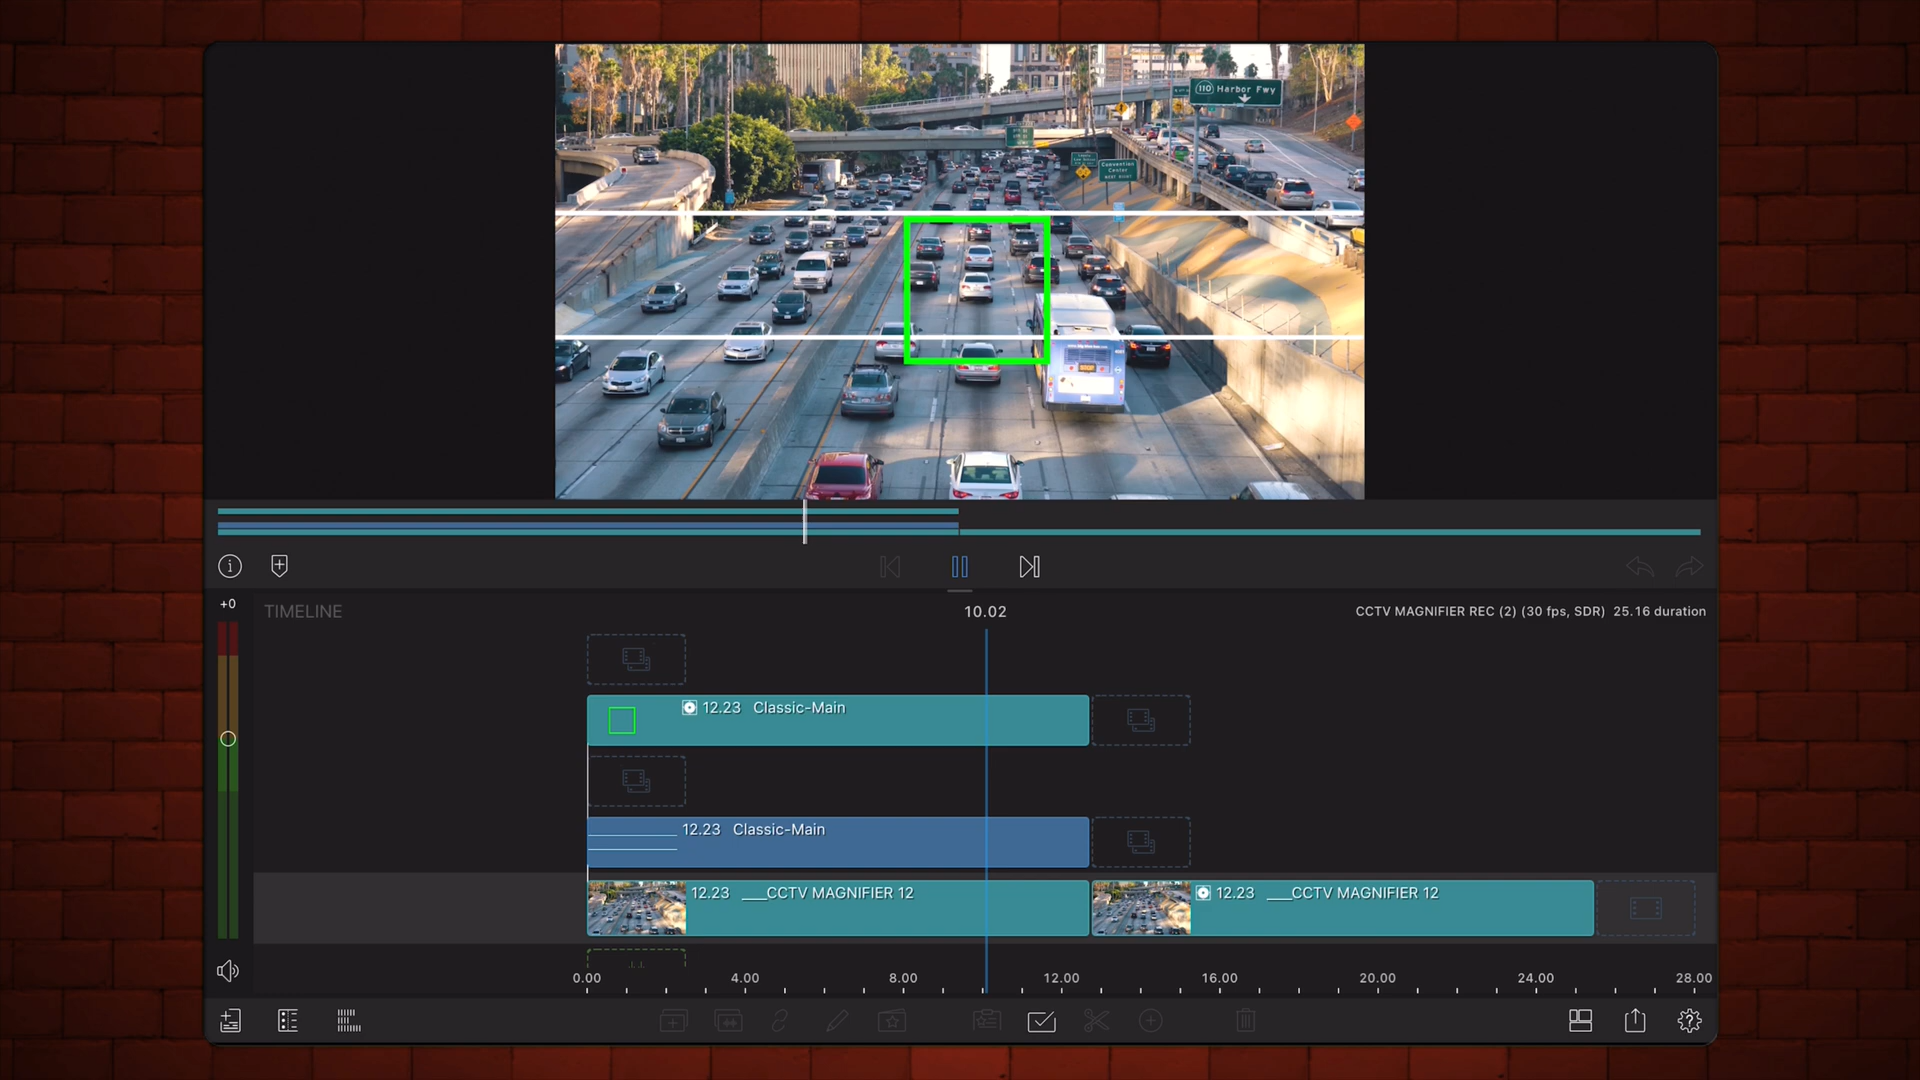 110 Harbor Fwy
Convention
Center
+0
TIMELINE
10.02
CCTV MAGNIFIER REC (2) (30 fps, SDR) 25.16 duration
12.23 Classic-Main
12.23 Classic-Main
12.23 ___CCTV MAGNIFIER 12
12.23 ___CCTV MAGNIFIER 12
0.00 4.00 8.00 12.00 16.00 20.00 24.00 28.00